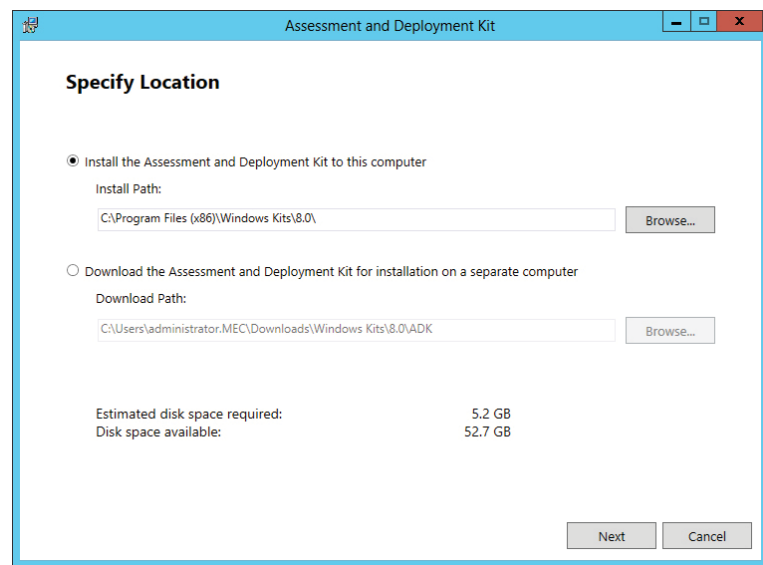 Assessment and Deployment Kit
Specify Location
Install the Assessment and Deployment Kit to this computer
Install Path:
C:\Program Files (x86)\Windows Kits\8.0\
Browse...
Download the Assessment and Deployment Kit for installation on a separate computer
Download Path:
C:\Users\administrator.MEC\Downloads\Windows Kits\8.0\ADK
Browse...
Estimated disk space required: 5.2 GB
Disk space available: 52.7 GB
Next Cancel